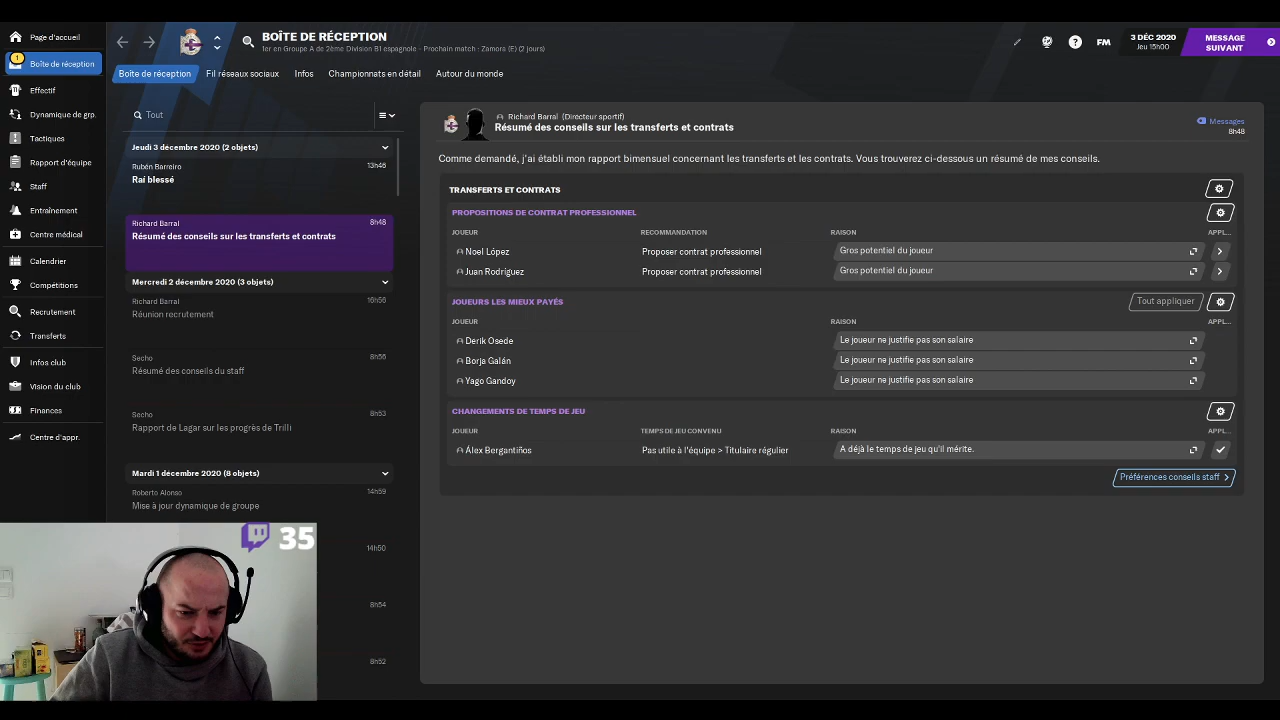 Page d'accueil
1
Boîte de réception
Effectif
Dynamique de grp.
Tactiques
Rapport d'équipe
Staff
Entraînement
Centre médical
Calendrier
Compétitions
Recrutement
Transferts
Infos club
Vision du club
Finances
Centre d'appr.
BOÎTE DE RÉCEPTION
1er en Groupe A de 2ème Division B1 espagnole - Prochain match : Zamora (E) (2 jours)
FM
3 DÉC 2020
Jeu 15h00
MESSAGE SUIVANT
Boîte de réception
Fil réseaux sociaux
Infos
Championnats en détail
Autour du monde
Tout
Jeudi 3 décembre 2020 (2 objets)
Rubén Barreiro 13h46
Raí blessé
Richard Barral 8h48
Résumé des conseils sur les transferts et contrats
Mercredi 2 décembre 2020 (3 objets)
Richard Barral 16h56
Réunion recrutement
Secho 8h56
Résumé des conseils du staff
Secho 8h53
Rapport de Lagar sur les progrès de Trilli
Mardi 1 décembre 2020 (8 objets)
Roberto Alonso 14h59
Mise à jour dynamique de groupe
14h50
8h54
8h52
35
Richard Barral (Directeur sportif)
Résumé des conseils sur les transferts et contrats
Messages
8h48
Comme demandé, j'ai établi mon rapport bimensuel concernant les transferts et les contrats. Vous trouverez ci-dessous un résumé de mes conseils.
TRANSFERTS ET CONTRATS
PROPOSITIONS DE CONTRAT PROFESSIONNEL
JOUEUR RECOMMANDATION RAISON APPL...
Noel López Proposer contrat professionnel Gros potentiel du joueur
Juan Rodríguez Proposer contrat professionnel Gros potentiel du joueur
JOUEURS LES MIEUX PAYÉS Tout appliquer
JOUEUR RAISON APPL...
Derik Osede Le joueur ne justifie pas son salaire
Borja Galán Le joueur ne justifie pas son salaire
Yago Gandoy Le joueur ne justifie pas son salaire
CHANGEMENTS DE TEMPS DE JEU
JOUEUR TEMPS DE JEU CONVENU RAISON APPL...
Álex Bergantiños Pas utile à l'équipe > Titulaire régulier A déjà le temps de jeu qu'il mérite.
Préférences conseils staff